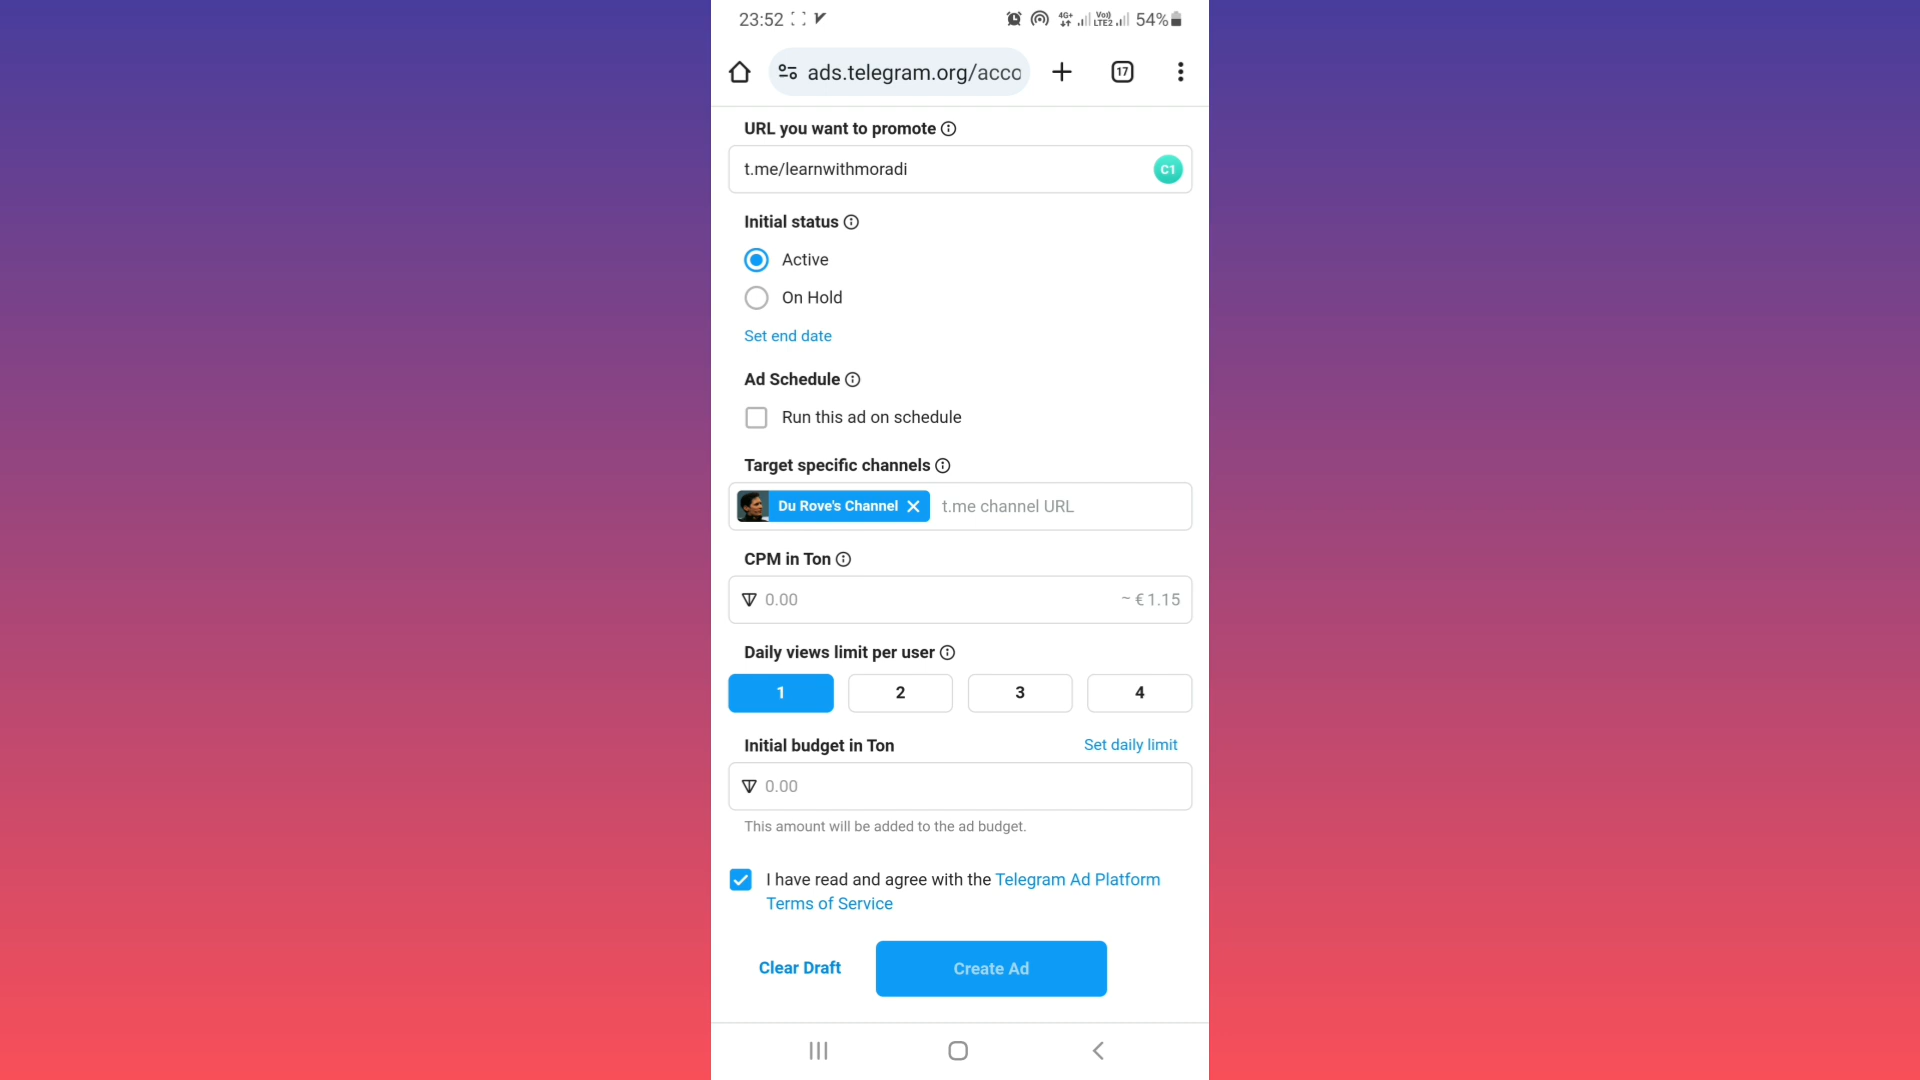 23:52
4G+
Vo))
LTE2
54%
ads.telegram.org/acco
17
URL you want to promote
t.me/learnwithmoradi
C1
Initial status
Active
On Hold
Set end date
Ad Schedule
Run this ad on schedule
Target specific channels
Du Rove's Channel
t.me channel URL
CPM in Ton
0.00
~ € 1.15
Daily views limit per user
1
2
3
4
Initial budget in Ton
Set daily limit
0.00
This amount will be added to the ad budget.
I have read and agree with the Telegram Ad Platform
Terms of Service
Clear Draft
Create Ad